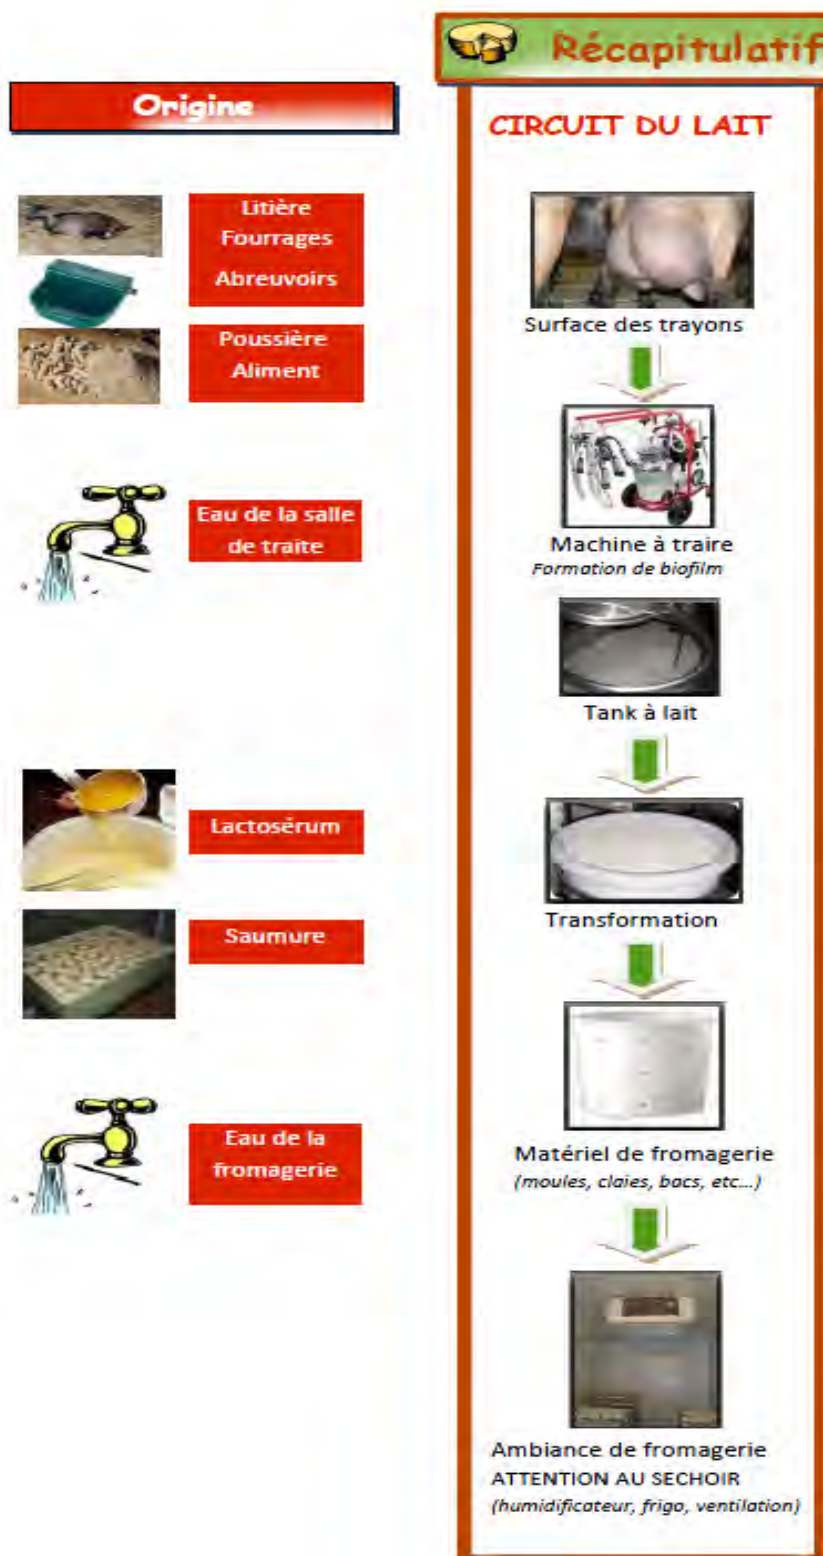 Récapitulatif
Origine
Litière
Fourrages
Abreuvoirs
Poussière
Aliment
Eau de la salle
de traite
Lactosérum
Saumure
Eau de la
fromagerie
CIRCUIT DU LAIT
Surface des trayons
Machine à traire
Formation de biofilm
Tank à lait
Transformation
Matériel de fromagerie
(moules, claies, bacs, etc...)
Ambiance de fromagerie
ATTENTION AU SECHOIR
(humidificateur, frigo, ventilation)